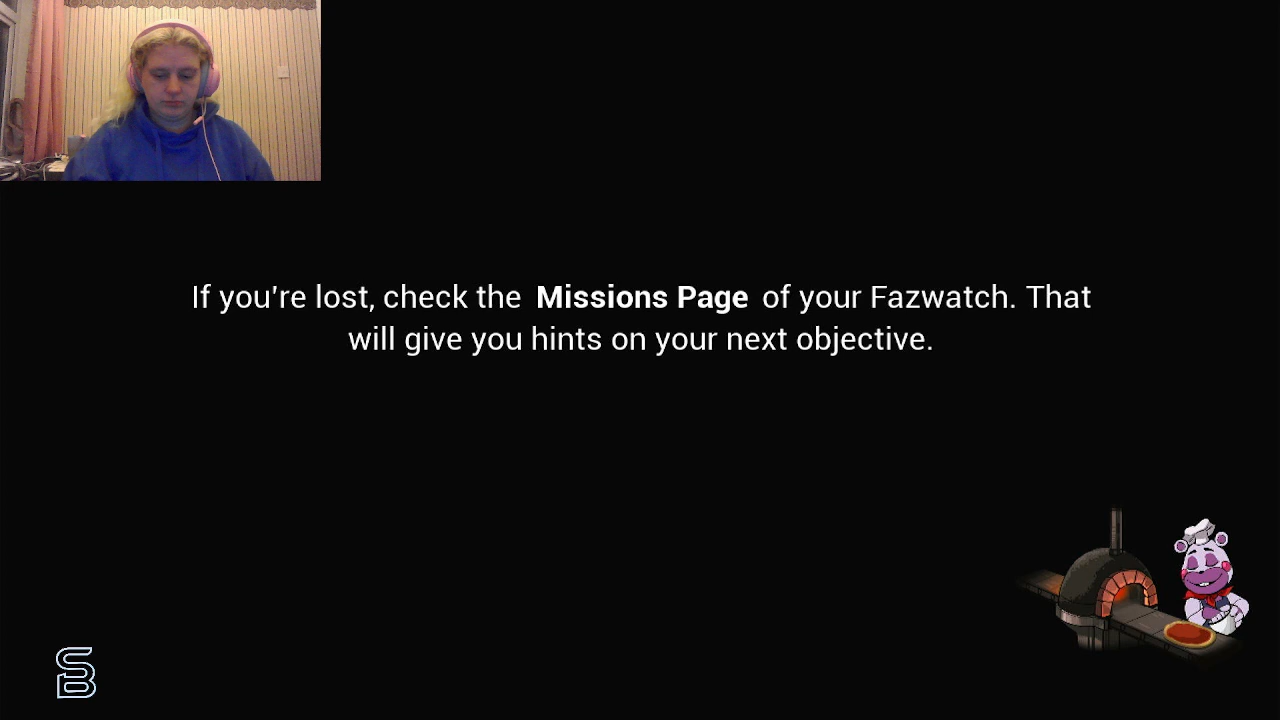 If you're lost, check the Missions Page of your Fazwatch. That
will give you hints on your next objective.
SB